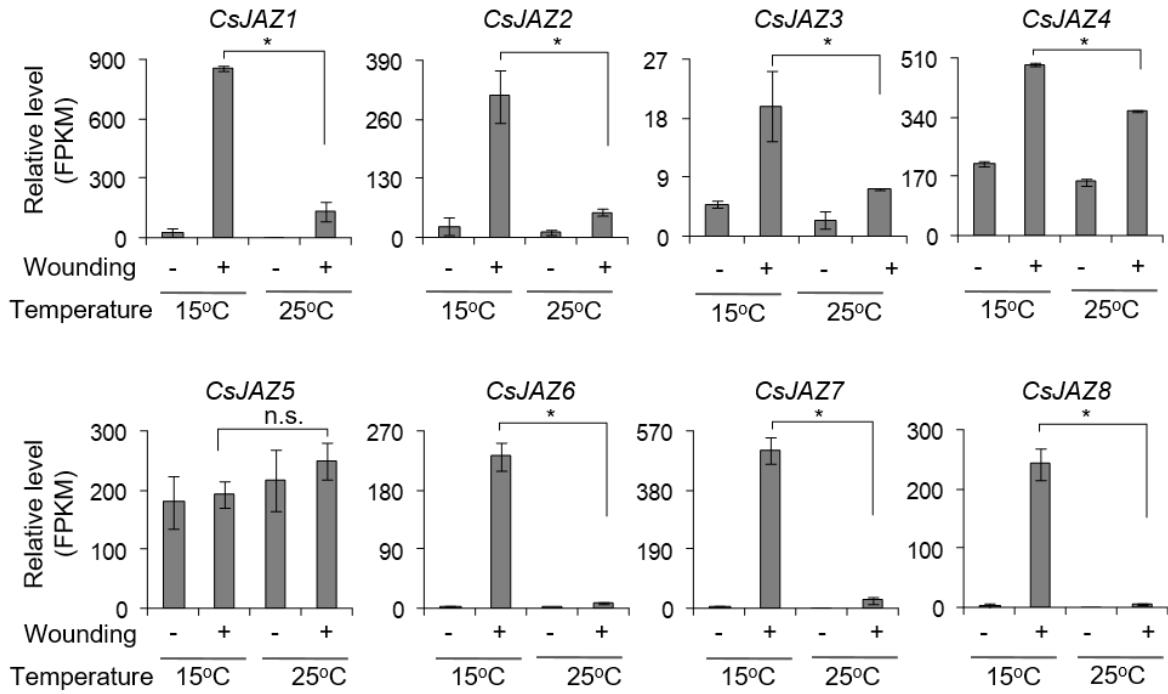 CsJAZ1 CsJAZ2 CsJAZ3 CsJAZ4
* * * *
Relative level
(FPKM)
900 390 27 510
600 260 18 340
300 130 9 170
0 0 0 0
Wounding - + - + - + - + - + - + - + - +
Temperature 15°C 25°C 15°C 25°C 15°C 25°C 15°C 25°C
CsJAZ5 CsJAZ6 CsJAZ7 CsJAZ8
n.s. * * *
Relative level
(FPKM)
300 270 570 300
200 180 380 200
100 90 190 100
0 0 0 0
Wounding - + - + - + - + - + - + - + - +
Temperature 15°C 25°C 15°C 25°C 15°C 25°C 15°C 25°C